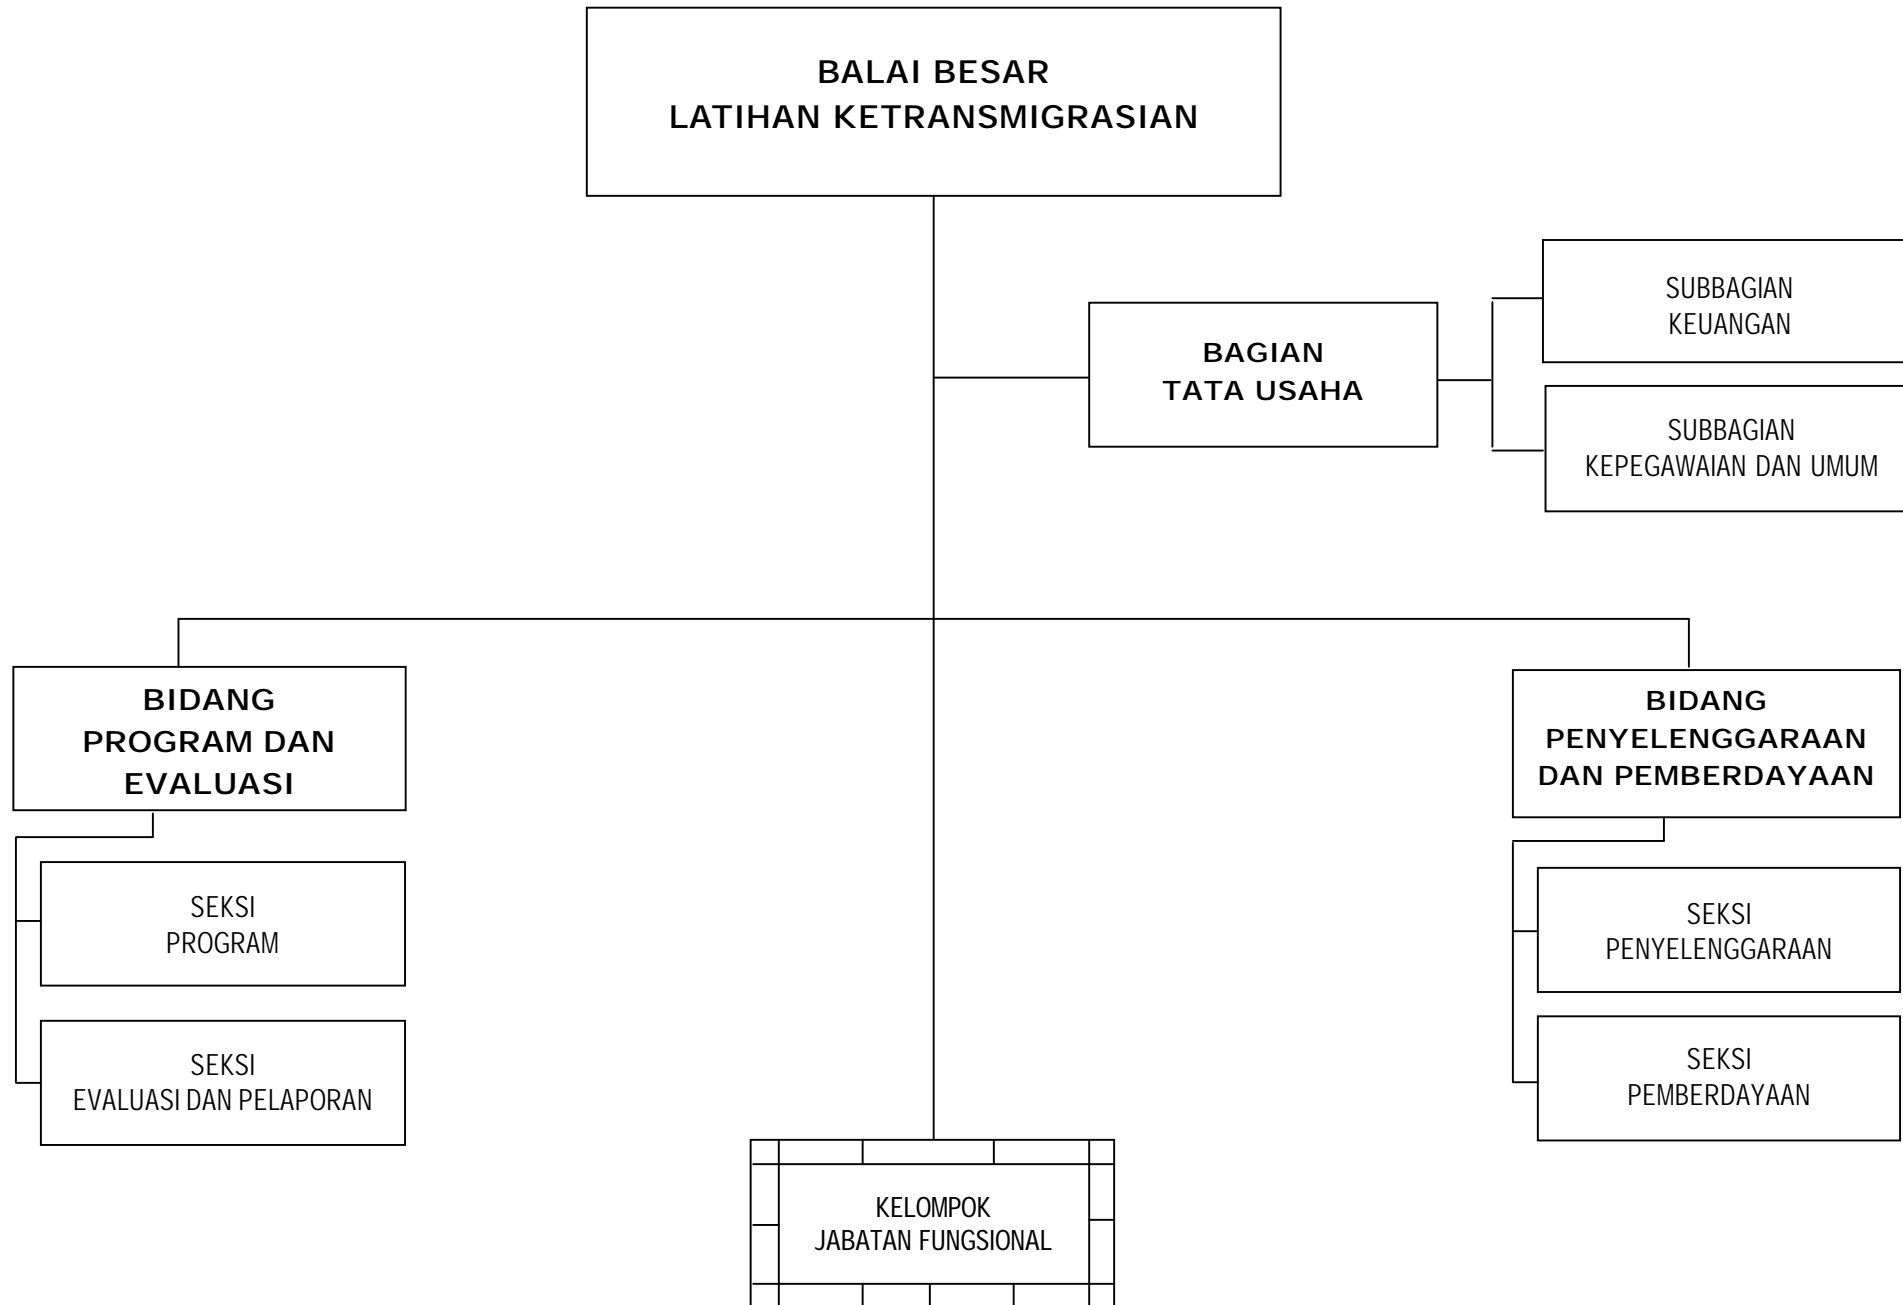 BALAI BESAR
LATIHAN KETRANSMIGRASIAN
SUBBAGIAN
KEUANGAN
BAGIAN
TATA USAHA
SUBBAGIAN
KEPEGAWAIAN DAN UMUM
BIDANG
PROGRAM DAN
EVALUASI
SEKSI
PROGRAM
SEKSI
EVALUASI DAN PELAPORAN
BIDANG
PENYELENGGARAAN
DAN PEMBERDAYAAN
SEKSI
PENYELENGGARAAN
SEKSI
PEMBERDAYAAN
KELOMPOK
JABATAN FUNGSIONAL